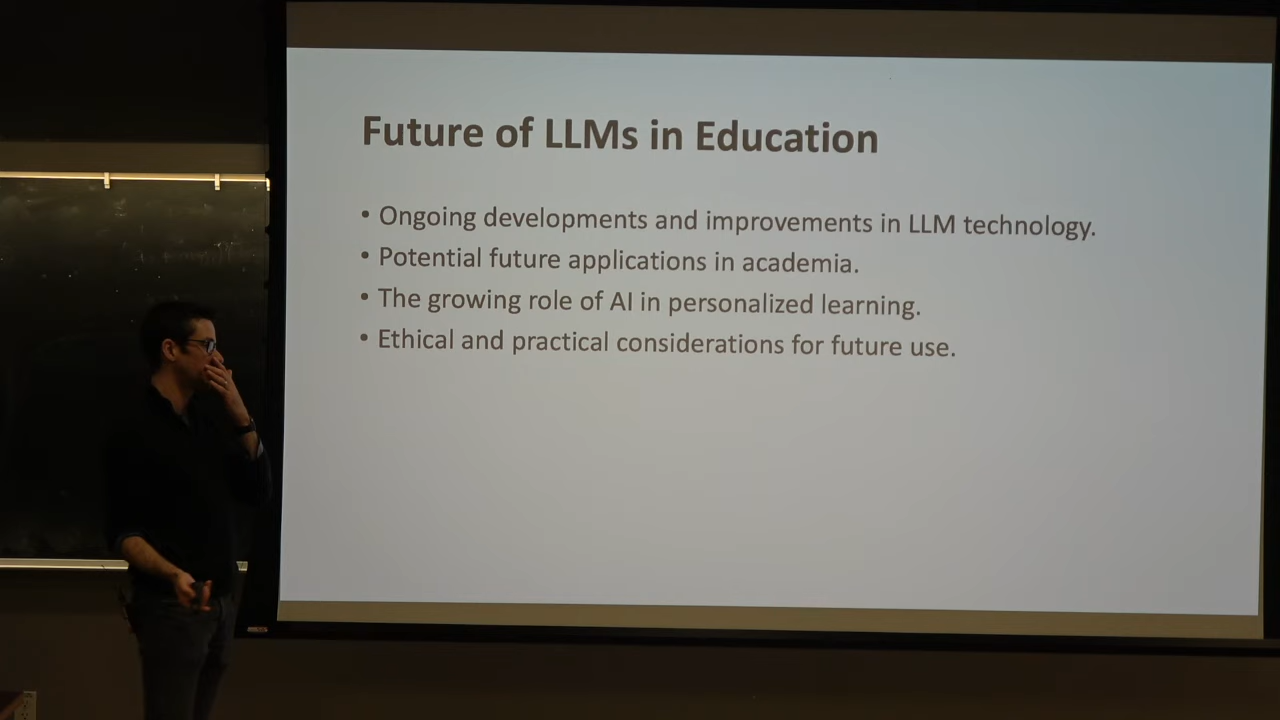 Future of LLMs in Education
• Ongoing developments and improvements in LLM technology.
• Potential future applications in academia.
• The growing role of AI in personalized learning.
• Ethical and practical considerations for future use.